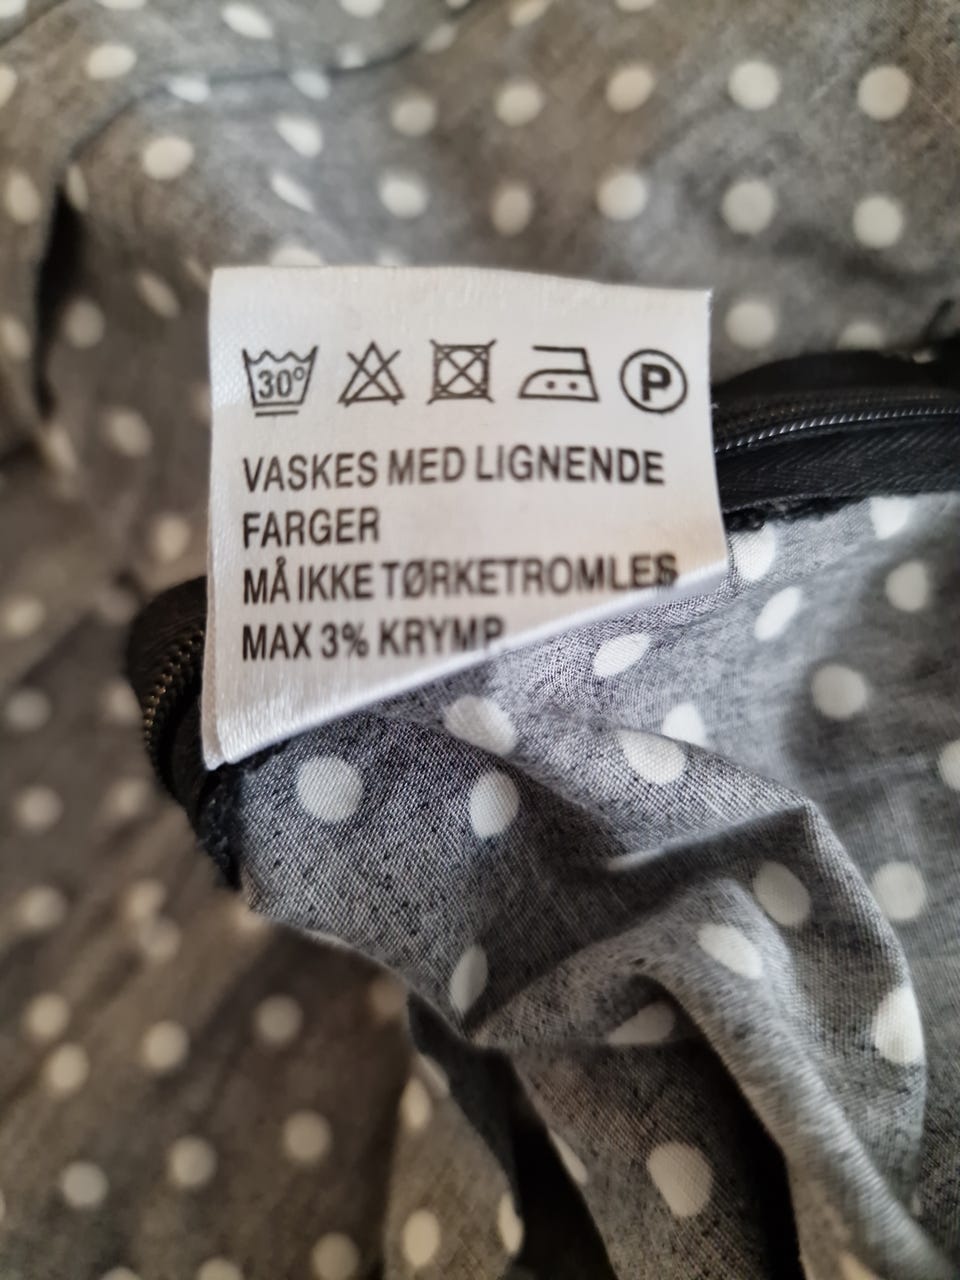 30°
P
VASKES MED LIGNENDE
FARGER
MÅ IKKE TØRKETROMLES
MAX 3% KRYMP